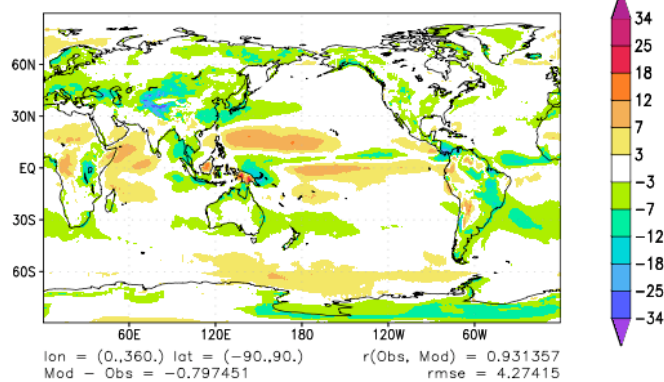 60N
30N
EQ
30S
60S
60E 120E 180 120W 60W
lon = (0.,360.) lat = (-90.,90.) r(Obs, Mod) = 0.931357
Mod - Obs = -0.797451 rmse = 4.27415
34
25
18
12
7
3
-3
-7
-12
-18
-25
-34